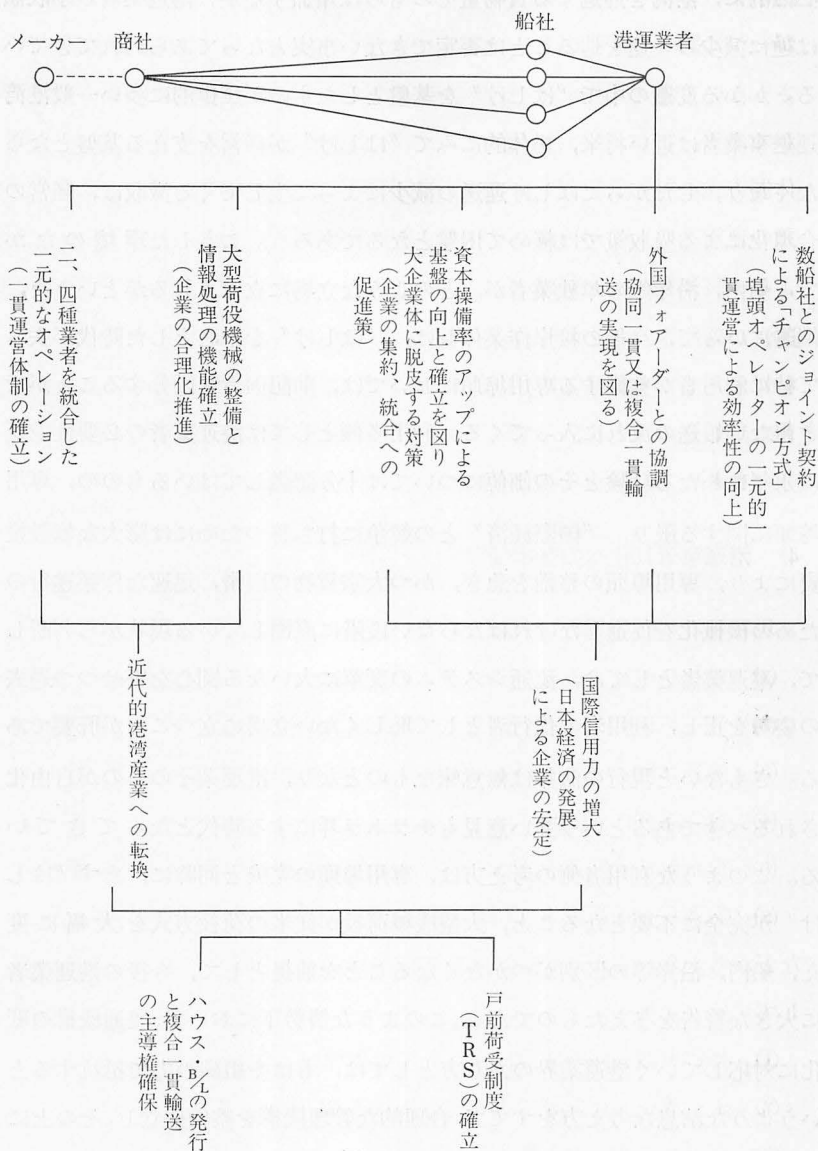 メーカー
商社
船社
港運業者
数船社とのジョイント契約
による「チャンピオン方式」
（埠頭オペレータの一元的一
貫運営による効率性の向上）
外国フォアーダーとの協調
（協同一貫又は複合一貫輸
送の実現を図る）
資本操備率のアップによる
基盤の向上と確立を図り
大企業体に脱皮する対策
（企業の集約、統合への
促進策）
大型荷役機械の整備と
情報処理の機能確立
（企業の合理化推進）
二、四種業者を統合した
一元的なオペレーション
（一貫運営体制の確立）
国際信用力の増大
（日本経済の発展
による企業の安定）
近代的港湾産業への転換
戸前荷受制度
（TRS）の確立
ハウス・B/Lの発行
と複合一貫輸送
の主導権確保